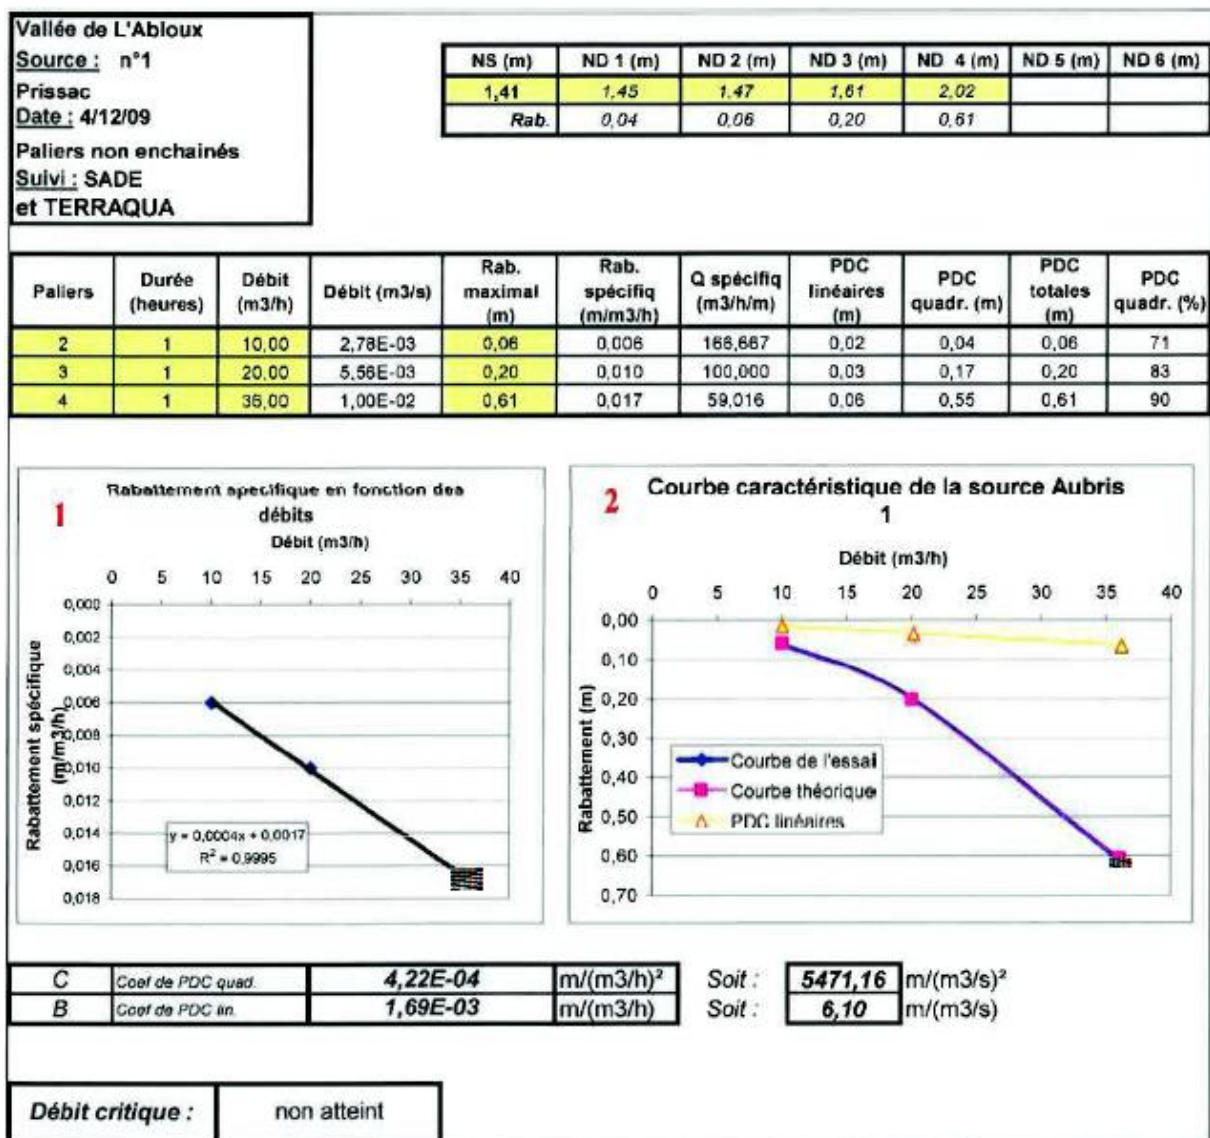 Vallée de L'Abloux
Source : n°1
Prissac
Date : 4/12/09
Paliers non enchainés
Suivi : SADE
et TERRAQUA
NS (m) ND 1 (m) ND 2 (m) ND 3 (m) ND 4 (m) ND 5 (m) ND 6 (m)
1,41 1,45 1,47 1,61 2,02
Rab. 0,04 0,06 0,20 0,61
Paliers Durée (heures) Débit (m3/h) Débit (m3/s) Rab. maximal (m) Rab. spécifiq (m/m3/h) Q spécifiq (m3/h/m) PDC linéaires (m) PDC quadr. (m) PDC totales (m) PDC quadr. (%)
2 1 10,00 2,78E-03 0,06 0,006 166,667 0,02 0,04 0,06 71
3 1 20,00 5,56E-03 0,20 0,010 100,000 0,03 0,17 0,20 83
4 1 36,00 1,00E-02 0,61 0,017 59,016 0,06 0,55 0,61 90
1
Rabattement specifique en fonction des
débits
Débit (m3/h)
0 5 10 15 20 25 30 35 40
0,000
0,002
0,004
0,006
0,008
0,010
0,012
0,014
0,016
0,018
Rabattement spécifique
(m/m3/h)
y = 0,0004x + 0,0017
R² = 0,9995
2
Courbe caractéristique de la source Aubris
1
Débit (m3/h)
0 5 10 15 20 25 30 35 40
0,00
0,10
0,20
0,30
0,40
0,50
0,60
0,70
Rabattement (m)
Courbe de l'essai
Courbe théorique
PDC linéaires
C Coef de PDC quad. 4,22E-04 m/(m3/h)² Soit : 5471,16 m/(m3/s)²
B Coef de PDC lin. 1,69E-03 m/(m3/h) Soit : 6,10 m/(m3/s)
Débit critique : non atteint